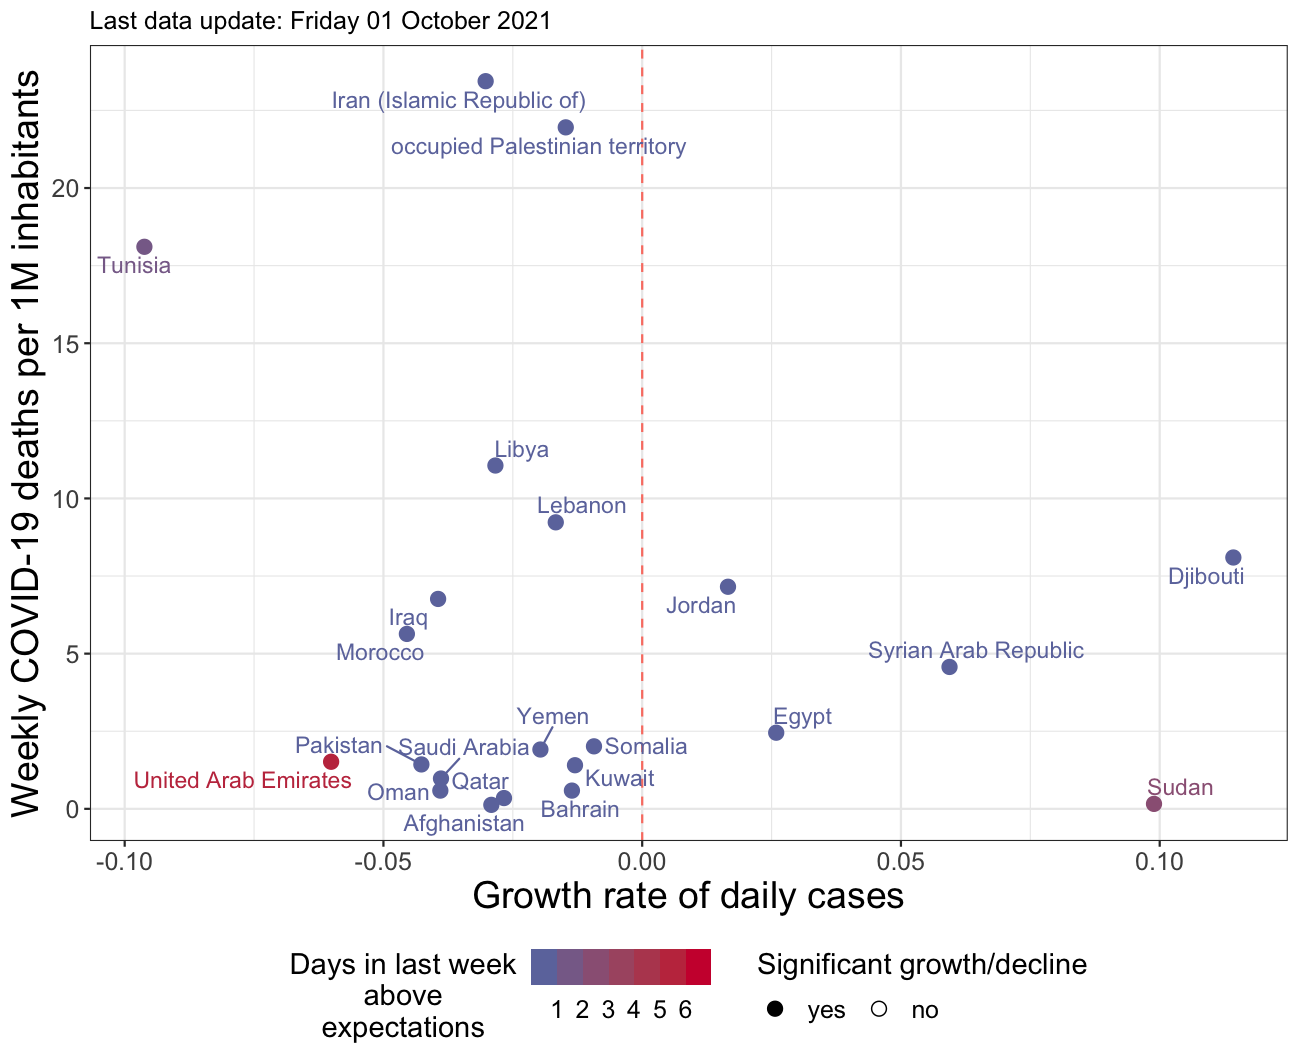 Last data update: Friday 01 October 2021
Weekly COVID-19 deaths per 1M inhabitants
20
15
10
5
0
Iran (Islamic Republic of)
occupied Palestinian territory
Tunisia
Libya
Lebanon
Djibouti
Jordan
Iraq
Morocco
Syrian Arab Republic
Yemen
Egypt
Pakistan
Saudi Arabia
Somalia
United Arab Emirates
Qatar
Kuwait
Oman
Sudan
Bahrain
Afghanistan
-0.10
-0.05
0.00
0.05
0.10
Growth rate of daily cases
Days in last week
above
expectations
1 2 3 4 5 6
Significant growth/decline
yes
no